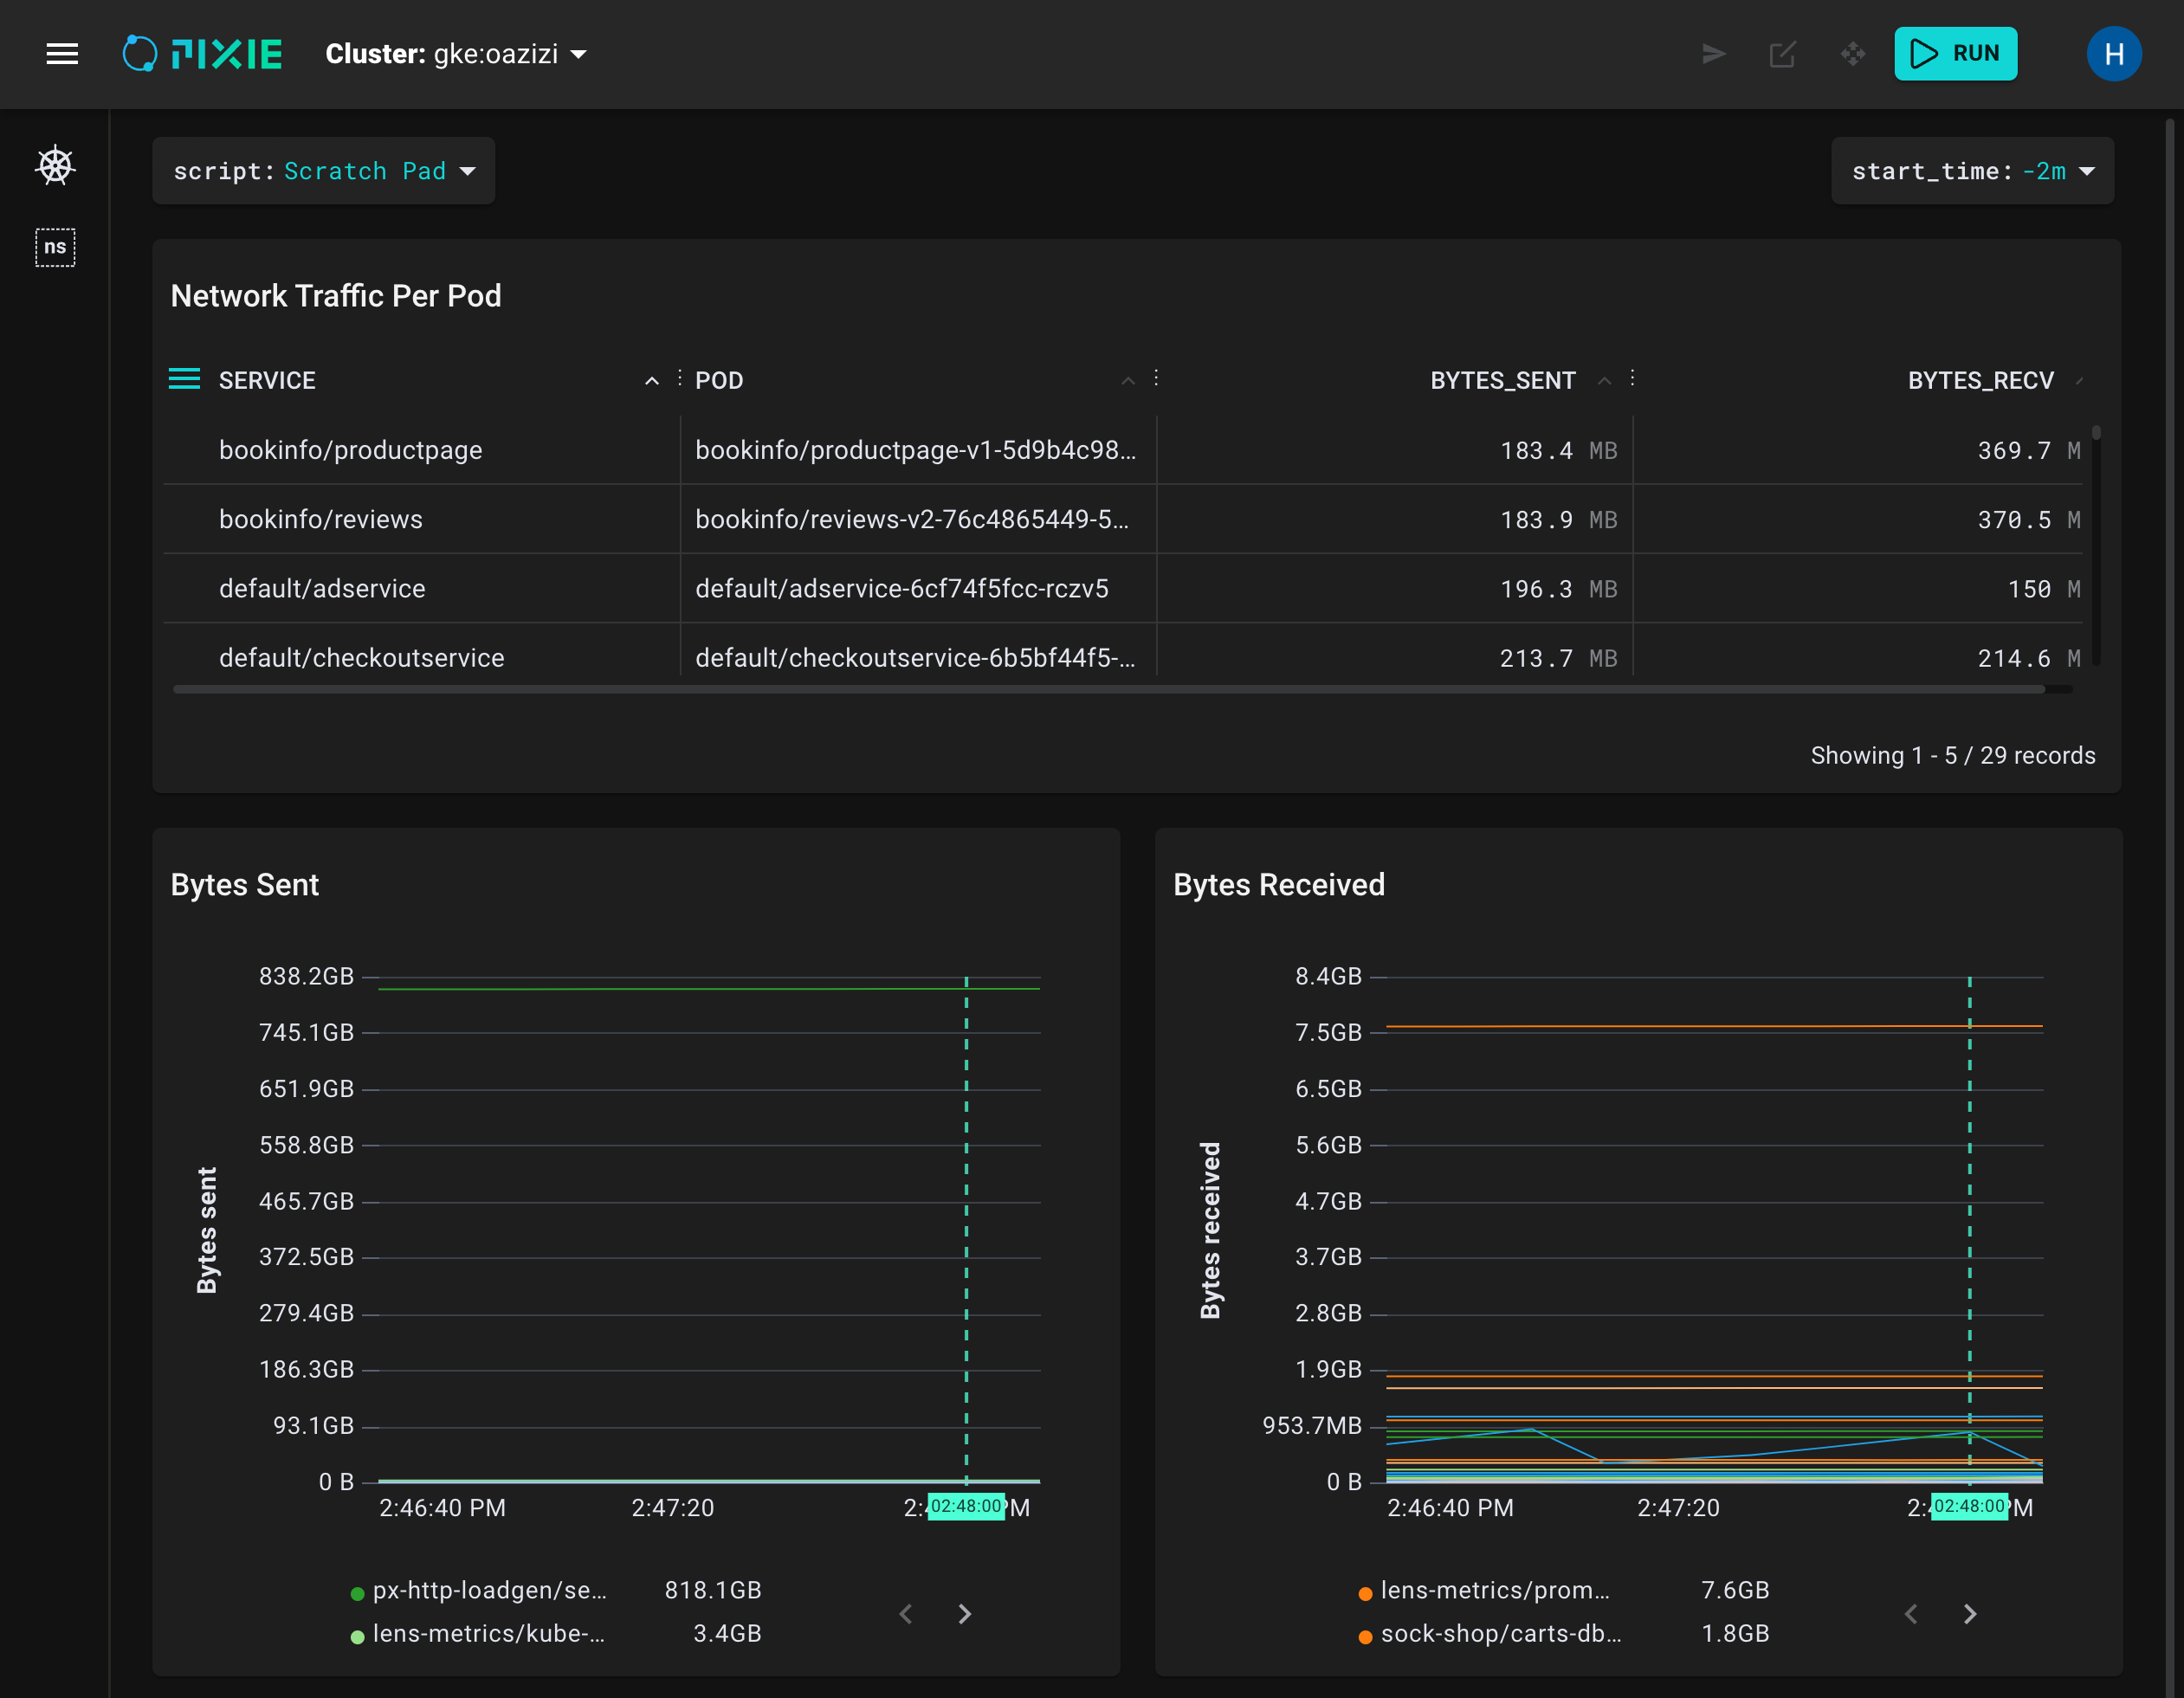 PIXIE Cluster: gke:oazizi RUN H
script: Scratch Pad start_time: -2m
ns
Network Traffic Per Pod
SERVICE POD BYTES_SENT BYTES_RECV
bookinfo/productpage bookinfo/productpage-v1-5d9b4c98... 183.4 MB 369.7 M
bookinfo/reviews bookinfo/reviews-v2-76c4865449-5... 183.9 MB 370.5 M
default/adservice default/adservice-6cf74f5fcc-rczv5 196.3 MB 150 M
default/checkoutservice default/checkoutservice-6b5bf44f5-... 213.7 MB 214.6 M
Showing 1 - 5 / 29 records
Bytes Sent
838.2GB
745.1GB
651.9GB
558.8GB
465.7GB
372.5GB
279.4GB
186.3GB
93.1GB
0 B
Bytes sent
2:46:40 PM 2:47:20 2:4 02:48:00 PM
px-http-loadgen/se... 818.1GB
lens-metrics/kube-... 3.4GB
Bytes Received
8.4GB
7.5GB
6.5GB
5.6GB
4.7GB
3.7GB
2.8GB
1.9GB
953.7MB
0 B
Bytes received
2:46:40 PM 2:47:20 2:4 02:48:00 PM
lens-metrics/prom... 7.6GB
sock-shop/carts-db... 1.8GB